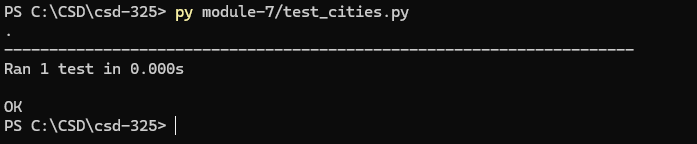 PS C:\CSD\csd-325> py module-7/test_cities.py
.
----------------------------------------------------------------------
Ran 1 test in 0.000s
OK
PS C:\CSD\csd-325>